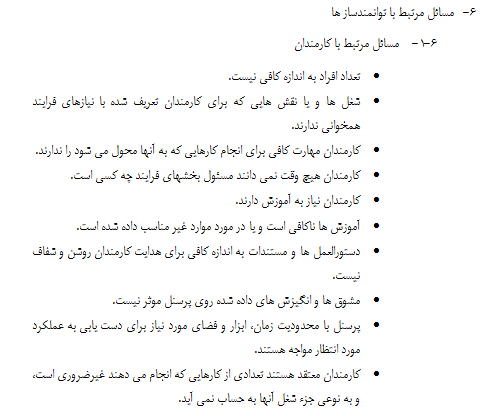 ۶- مسائل مرتبط با توانمندساز ها
۶-۱- مسائل مرتبط با کارمندان
• تعداد افراد به اندازه کافی نیست.
• شغل ها و یا نقش هایی که برای کارمندان تعریف شده با نیازهای فرایند
همخوانی ندارند.
• کارمندان مهارت کافی برای انجام کارهایی که به آنها محول می شود را ندارند.
• کارمندان هیچ وقت نمی دانند مسئول بخشهای فرایند چه کسی است.
• کارمندان نیاز به آموزش دارند.
• آموزش ها ناکافی است و یا در مورد موارد غیر مناسب داده شده است.
• دستورالعمل ها و مستندات به اندازه کافی برای هدایت کارمندان روشن و شفاف
نیست.
• مشوق ها و انگیزش های داده شده روی پرسنل موثر نیست.
• پرسنل با محدودیت زمان، ابزار و فضای مورد نیاز برای دست یابی به عملکرد
مورد انتظار مواجه هستند.
• کارمندان معتقد هستند تعدادی از کارهایی که انجام می دهند غیرضروری است،
و به نوعی جزء شغل آنها به حساب نمی آید.